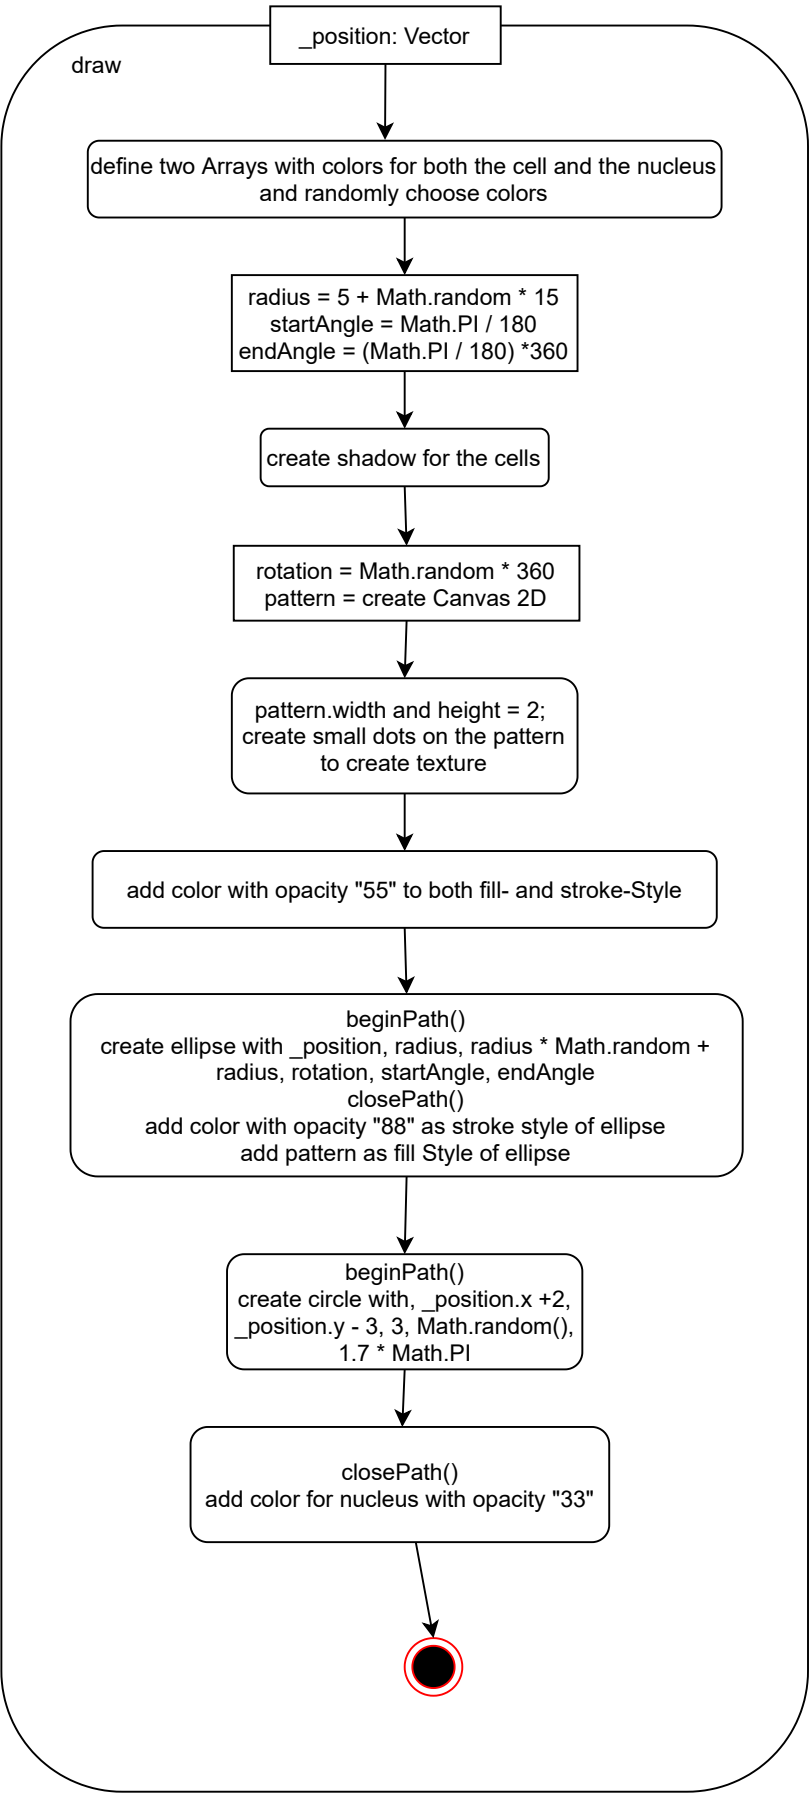 _position: Vector
draw
define two Arrays with colors for both the cell and the nucleus
and randomly choose colors
radius = 5 + Math.random * 15
startAngle = Math.PI / 180
endAngle = (Math.PI / 180) *360
create shadow for the cells
rotation = Math.random * 360
pattern = create Canvas 2D
pattern.width and height = 2;
create small dots on the pattern
to create texture
add color with opacity "55" to both fill- and stroke-Style
beginPath()
create ellipse with _position, radius, radius * Math.random +
radius, rotation, startAngle, endAngle
closePath()
add color with opacity "88" as stroke style of ellipse
add pattern as fill Style of ellipse
beginPath()
create circle with, _position.x +2,
_position.y - 3, 3, Math.random(),
1.7 * Math.PI
closePath()
add color for nucleus with opacity "33"